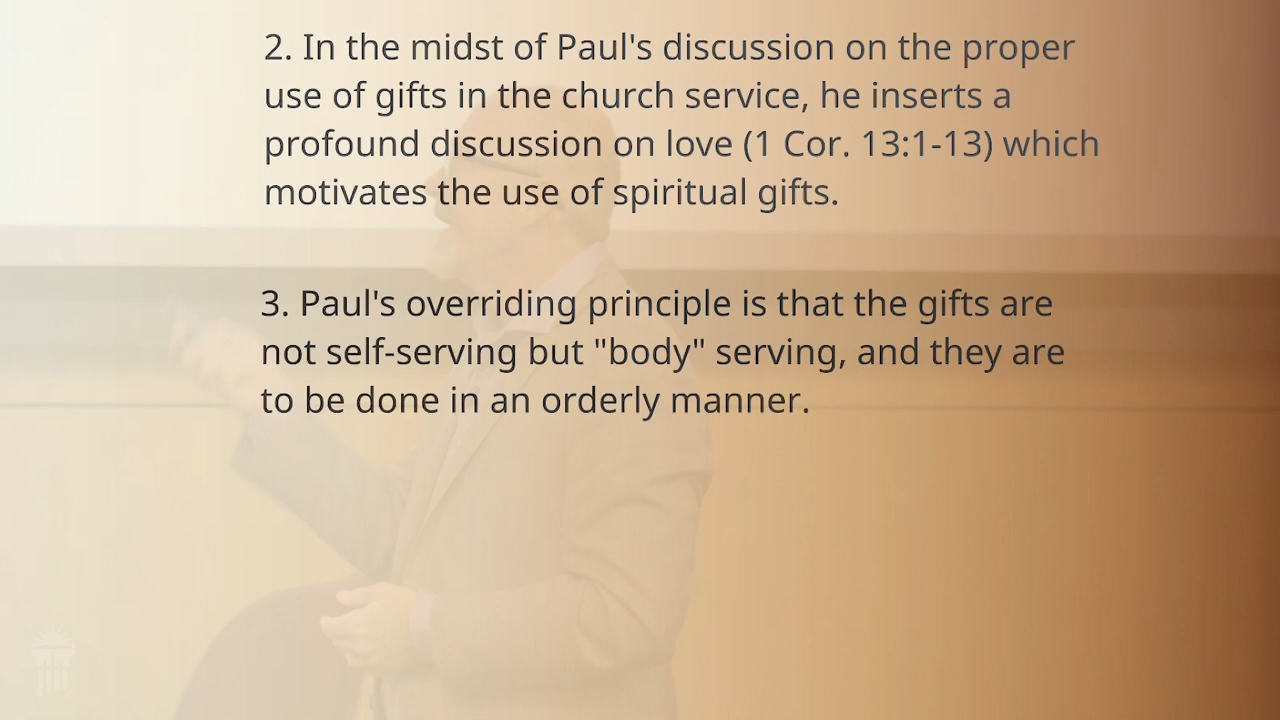 2. In the midst of Paul's discussion on the proper
use of gifts in the church service, he inserts a
profound discussion on love (1 Cor. 13:1-13) which
motivates the use of spiritual gifts.
3. Paul's overriding principle is that the gifts are
not self-serving but "body" serving, and they are
to be done in an orderly manner.